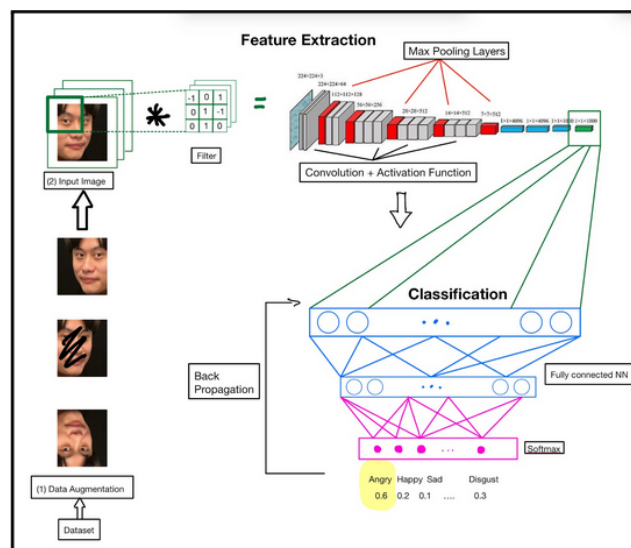 Feature Extraction
Max Pooling Layers
224×224×3
224×224×64
112×112×128
56×56×256
28×28×512
14×14×512
7×7×512
1×1×4096
1×1×4096
1×1×1000
-1 0 1
0 1 -1
0 1 0
=
(2) Input Image
Filter
Convolution + Activation Function
Classification
Back
Propagation
Fully connected NN
Softmax
Angry Happy Sad Disgust
0.6 0.2 0.1 .... 0.3
(1) Data Augmentation
Dataset